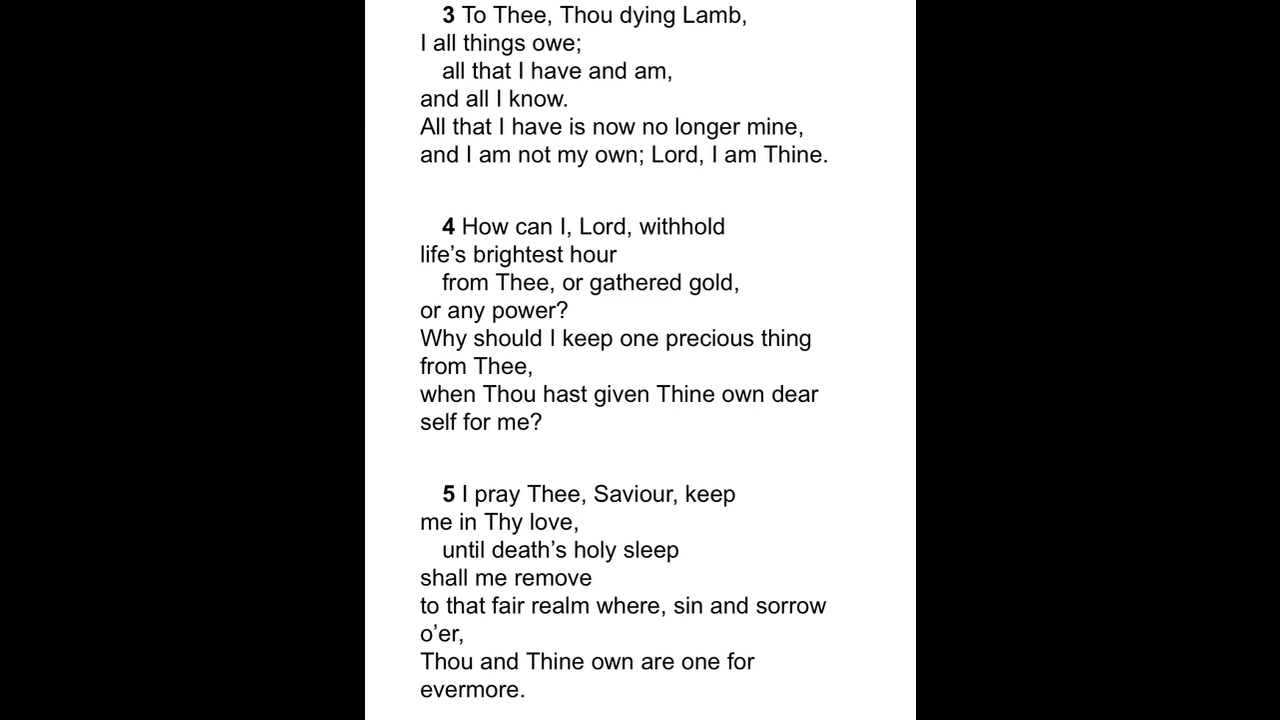 3 To Thee, Thou dying Lamb,
I all things owe;
all that I have and am,
and all I know.
All that I have is now no longer mine,
and I am not my own; Lord, I am Thine.
4 How can I, Lord, withhold
life’s brightest hour
from Thee, or gathered gold,
or any power?
Why should I keep one precious thing
from Thee,
when Thou hast given Thine own dear
self for me?
5 I pray Thee, Saviour, keep
me in Thy love,
until death’s holy sleep
shall me remove
to that fair realm where, sin and sorrow
o’er,
Thou and Thine own are one for
evermore.